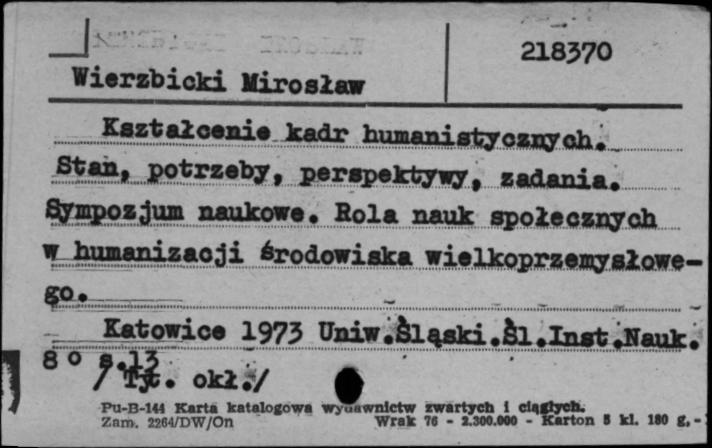 218370
Wierzbicki Mirosław
Kształcenie kadr humanistycznych.
Stan, potrzeby, perspektywy, zadania.
Sympozjum naukowe. Rola nauk społecznych
w humanizacji środowiska wielkoprzemysłowe-
go.
Katowice 1973 Uniw.Śląski.Śl.Inst.Nauk.
8o s.13
/ Tyt. okł./
Pu-B-144 Karta katalogowa wydawnictw zwartych i ciągłych.
Zam. 2264/DW/On Wrak 76 - 2.300.000 - Karton 5 kl. 180 g,-